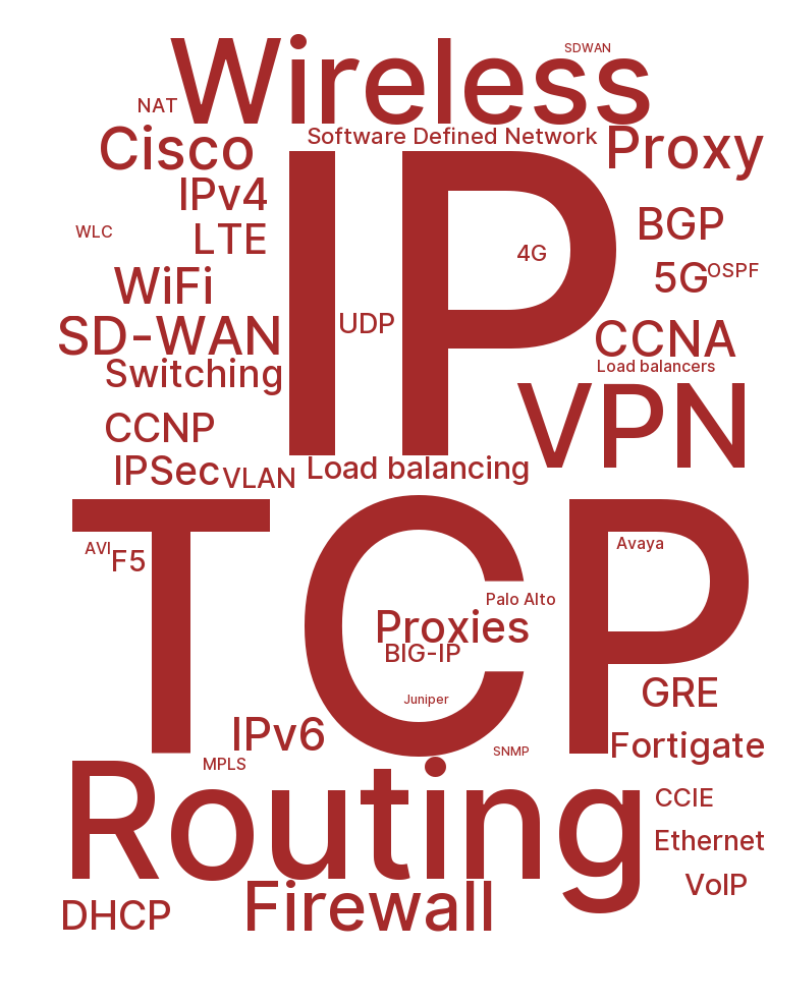 Wireless
SDWAN
NAT
Software Defined Network
Cisco
Proxy
IP
IPv4
LTE
WLC
BGP
4G
5G
OSPF
WiFi
UDP
SD-WAN
CCNA
Load balancers
Switching
VPN
CCNP
IPSec
VLAN
Load balancing
TCP
AVI
F5
Avaya
Palo Alto
Proxies
BIG-IP
Juniper
GRE
IPv6
SNMP
Fortigate
MPLS
Routing
CCIE
Ethernet
VoIP
Firewall
DHCP